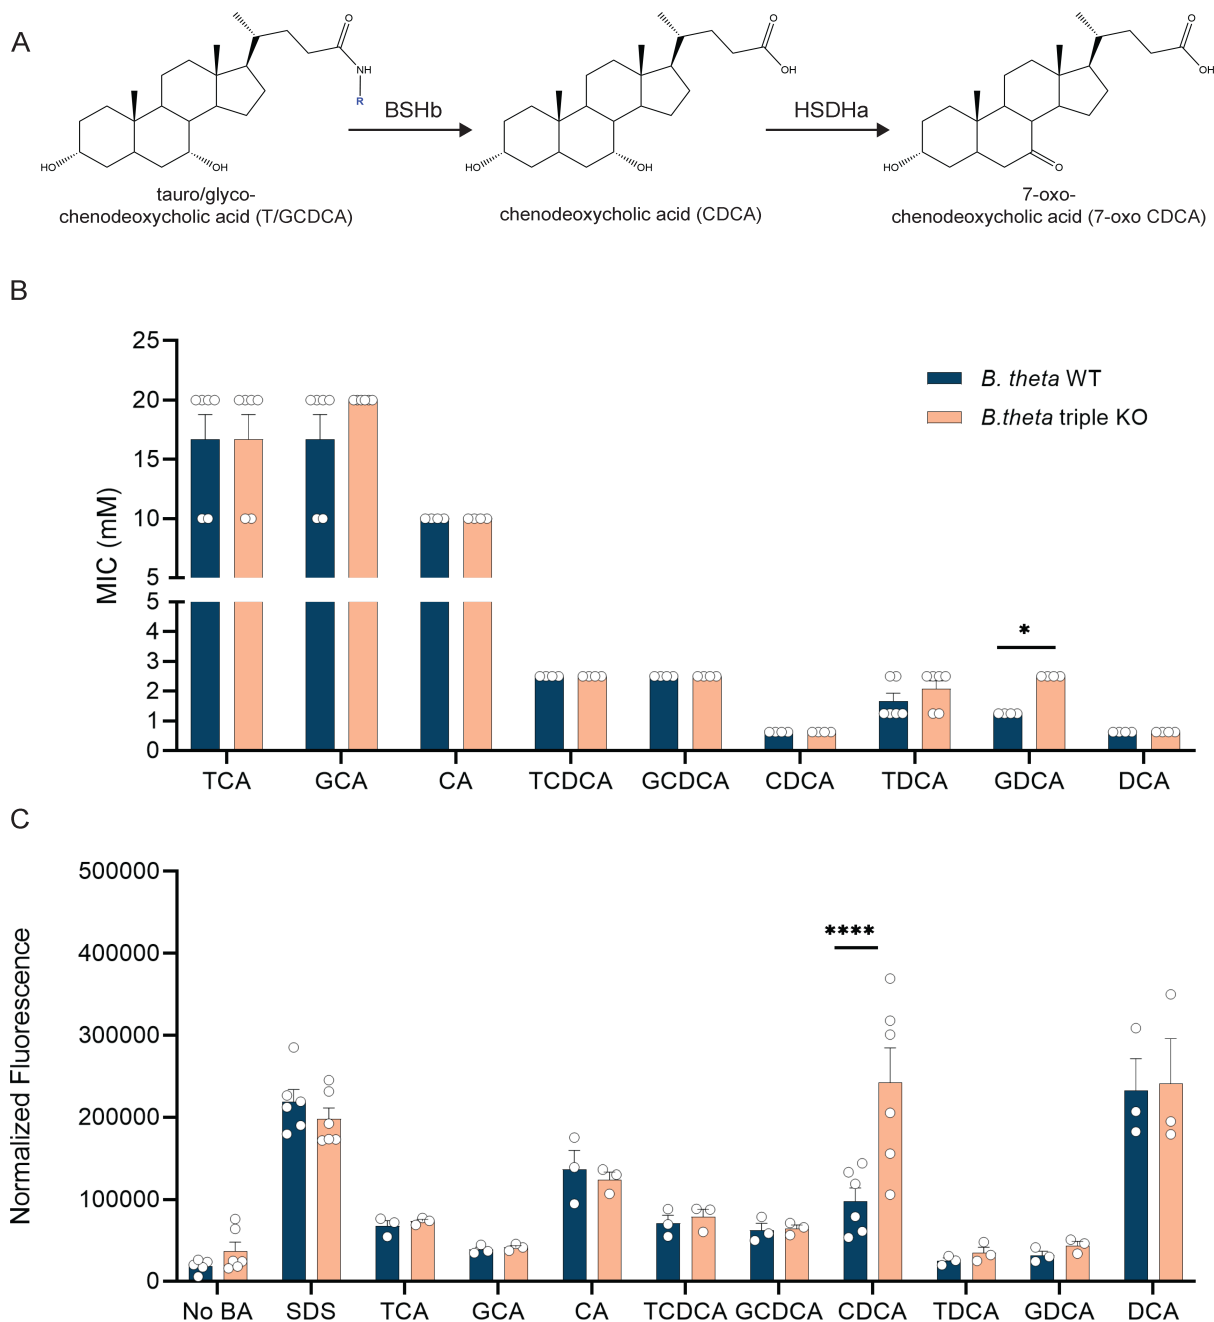 A
O
NH
R
HO
OH
tauro/glyco-
chenodeoxycholic acid (T/GCDCA)
BSHb
O
OH
HO
OH
chenodeoxycholic acid (CDCA)
HSDHa
O
OH
HO
O
7-oxo-
chenodeoxycholic acid (7-oxo CDCA)
B
MIC (mM)
25
20
15
10
5
5
4
3
2
1
0
B. theta WT
B.theta triple KO
*
TCA GCA CA TCDCA GCDCA CDCA TDCA GDCA DCA
C
Normalized Fluorescence
500000
400000
300000
200000
100000
0
****
No BA SDS TCA GCA CA TCDCA GCDCA CDCA TDCA GDCA DCA